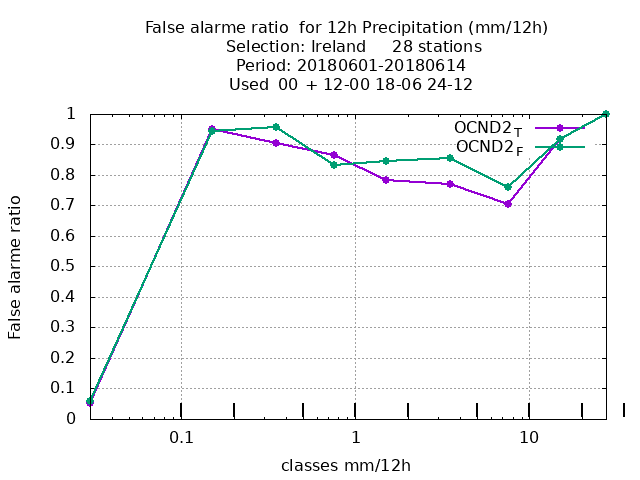 False alarme ratio  for 12h Precipitation (mm/12h)
Selection: Ireland     28 stations
Period: 20180601-20180614
Used  00 + 12-00 18-06 24-12
OCND2T
OCND2F
1
0.9
0.8
0.7
0.6
0.5
0.4
0.3
0.2
0.1
0
False alarme ratio
0.1 1 10
classes mm/12h